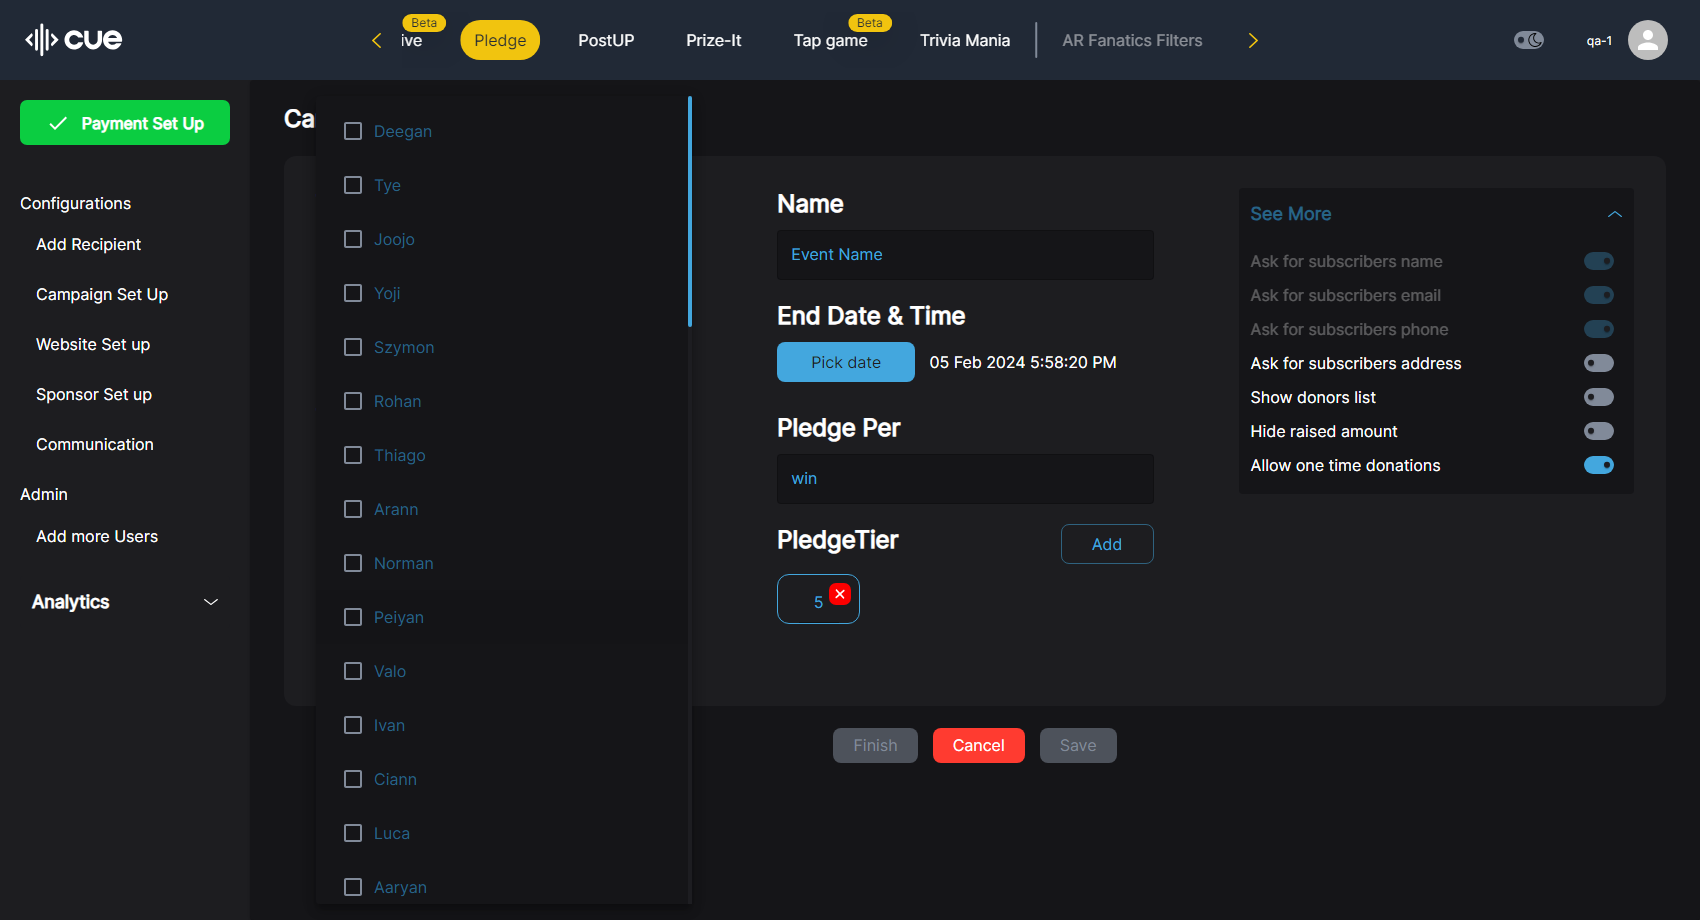 cue
ive
Beta
Pledge
PostUP
Prize-It
Tap game
Beta
Trivia Mania
AR Fanatics Filters
qa-1
Payment Set Up
Configurations
Add Recipient
Campaign Set Up
Website Set up
Sponsor Set up
Communication
Admin
Add more Users
Analytics
Ca
Deegan
Tye
Joojo
Yoji
Szymon
Rohan
Thiago
Arann
Norman
Peiyan
Valo
Ivan
Ciann
Luca
Aaryan
Name
Event Name
End Date & Time
Pick date
05 Feb 2024 5:58:20 PM
Pledge Per
win
PledgeTier
Add
5
See More
Ask for subscribers name
Ask for subscribers email
Ask for subscribers phone
Ask for subscribers address
Show donors list
Hide raised amount
Allow one time donations
Finish
Cancel
Save